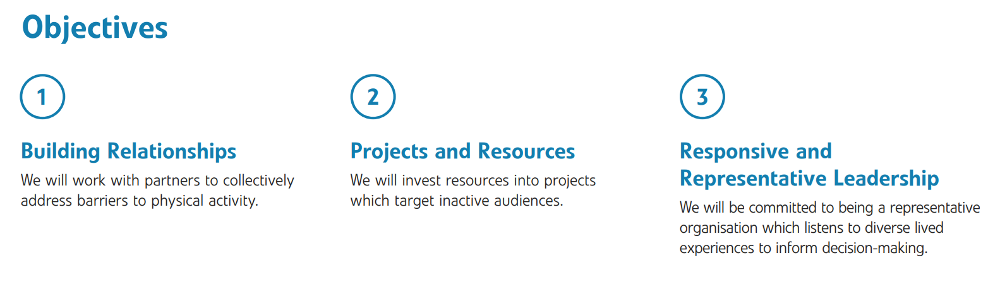 Objectives
1
Building Relationships
We will work with partners to collectively
address barriers to physical activity.
2
Projects and Resources
We will invest resources into projects
which target inactive audiences.
3
Responsive and
Representative Leadership
We will be committed to being a representative
organisation which listens to diverse lived
experiences to inform decision-making.